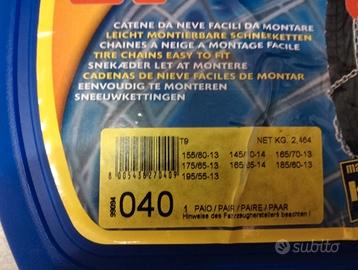 CATENE DA NEVE FACILI DA MONTARE
LEICHT MONTIERBARE SCHNEEKETTEN
CHAINES A NEIGE A MONTAGE FACILE
TIRE CHAINS EASY TO FIT
SNEKÆDER LET AT MONTERE
CADENAS DE NIEVE FACILES DE MONTAR
EENVOUDIG TE MONTEREN
SNEEUWKETTINGEN
T9 NET KG. 2,464
155/80-13 145/80-14 165/70-13
175/65-13 165/65-14 185/60-13
195/55-13
8005438270409
99694
040
1 PAIO / PAIR / PAIRE / PAAR
Hinweise des Fahrzeugherstellers beachten !
subito